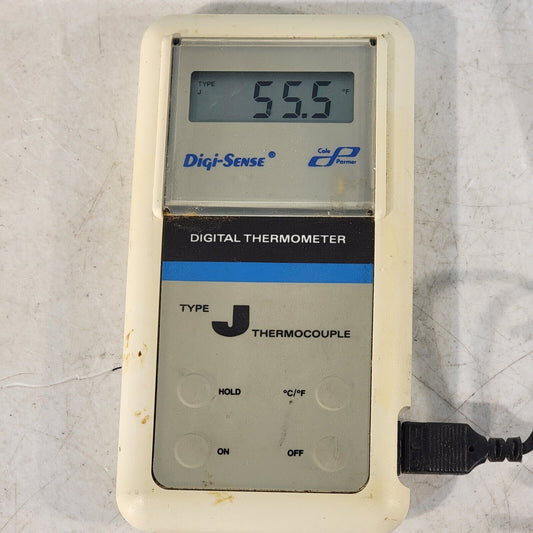 TYPE
J
55.5 °F
DIGI-SENSE® Cole Parmer
DIGITAL THERMOMETER
TYPE J THERMOCOUPLE
HOLD °C/°F
ON OFF